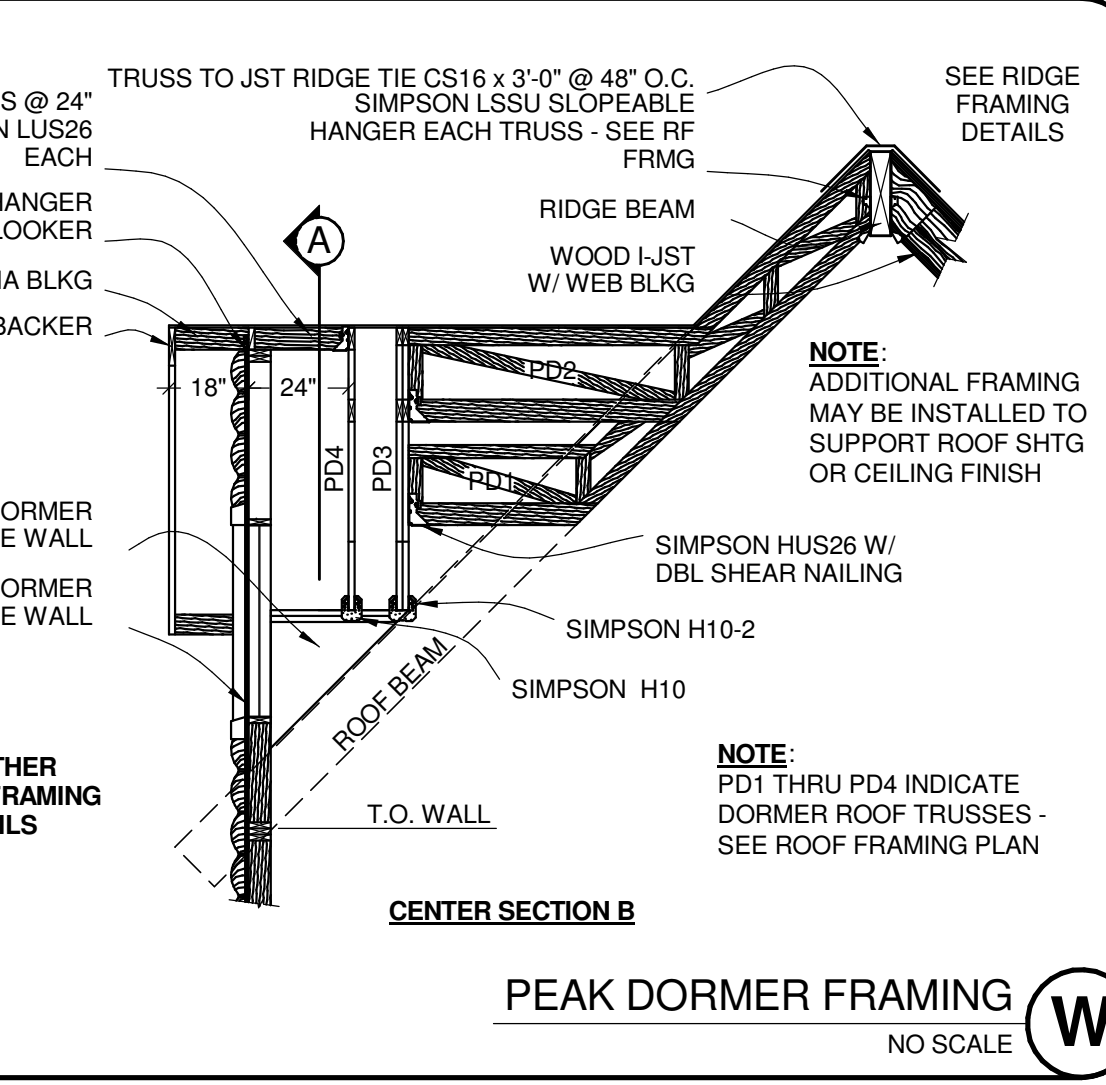 TRUSS TO JST RIDGE TIE CS16 x 3'-0" @ 48" O.C.
SIMPSON LSSU SLOPEABLE
HANGER EACH TRUSS - SEE RF
FRMG
SEE RIDGE
FRAMING
DETAILS
S @ 24"
N LUS26
EACH
HANGER
LOOKER
IA BLKG
BACKER
RIDGE BEAM
WOOD I-JST
W/ WEB BLKG
A
18"
24"
PD4
PD3
PD2
PD1
NOTE:
ADDITIONAL FRAMING
MAY BE INSTALLED TO
SUPPORT ROOF SHTG
OR CEILING FINISH
ORMER
E WALL
ORMER
E WALL
SIMPSON HUS26 W/
DBL SHEAR NAILING
SIMPSON H10-2
SIMPSON H10
ROOF BEAM
THER
FRAMING
ILS
T.O. WALL
NOTE:
PD1 THRU PD4 INDICATE
DORMER ROOF TRUSSES -
SEE ROOF FRAMING PLAN
CENTER SECTION B
PEAK DORMER FRAMING
NO SCALE
W